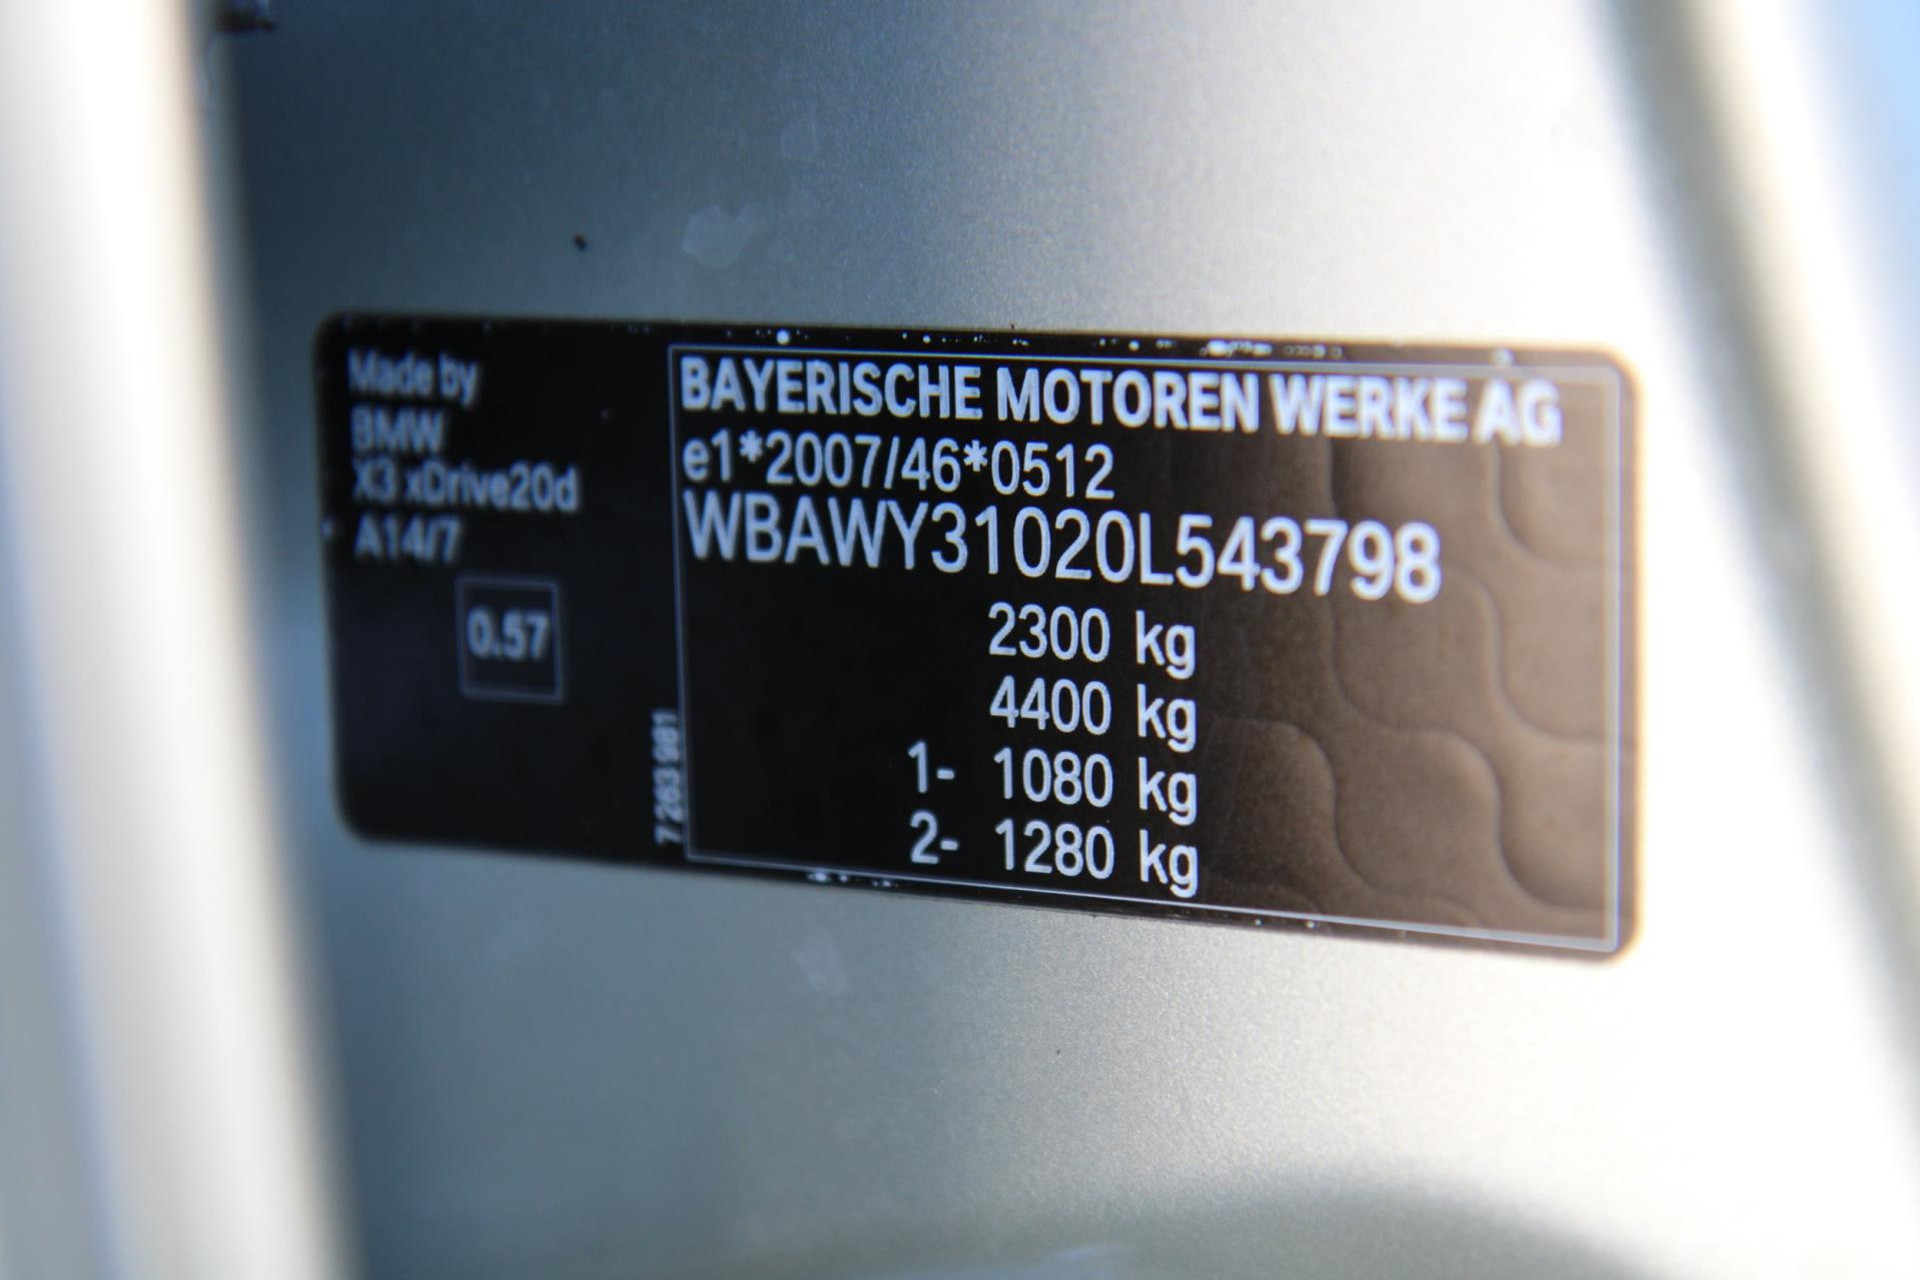 Made by
BMW
X3 xDrive20d
A14/7
0.57
7 263 981
BAYERISCHE MOTOREN WERKE AG
e1*2007/46*0512
WBAWY31020L543798
2300 kg
4400 kg
1- 1080 kg
2- 1280 kg